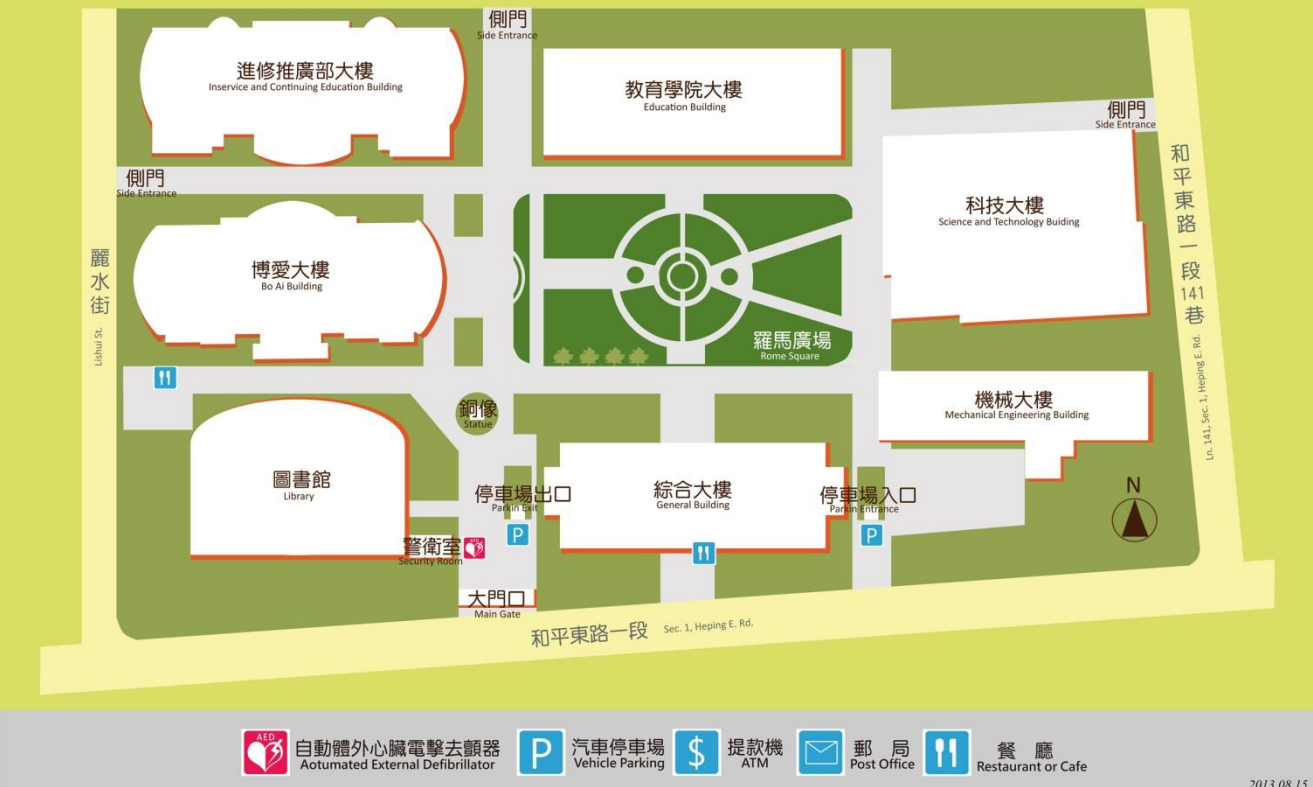 側門
Side Entrance
進修推廣部大樓
Inservice and Continuing Education Building
教育學院大樓
Education Building
側門
Side Entrance
側門
Side Entrance
科技大樓
Science and Technology Buiding
和平東路一段141巷
Ln. 141, Sec. 1, Heping E. Rd.
麗水街
Lishui St.
博愛大樓
Bo Ai Building
羅馬廣場
Rome Square
銅像
Statue
機械大樓
Mechanical Engineering Building
圖書館
Library
停車場出口
Parkin Exit
P
綜合大樓
General Building
停車場入口
Parkin Entrance
P
N
警衛室
Security Room
AED
大門口
Main Gate
和平東路一段 Sec. 1, Heping E. Rd.
AED
自動體外心臟電擊去顫器
Aotumated External Defibrillator
P
汽車停車場
Vehicle Parking
$
提款機
ATM
郵 局
Post Office
餐 廳
Restaurant or Cafe
2013.08.15